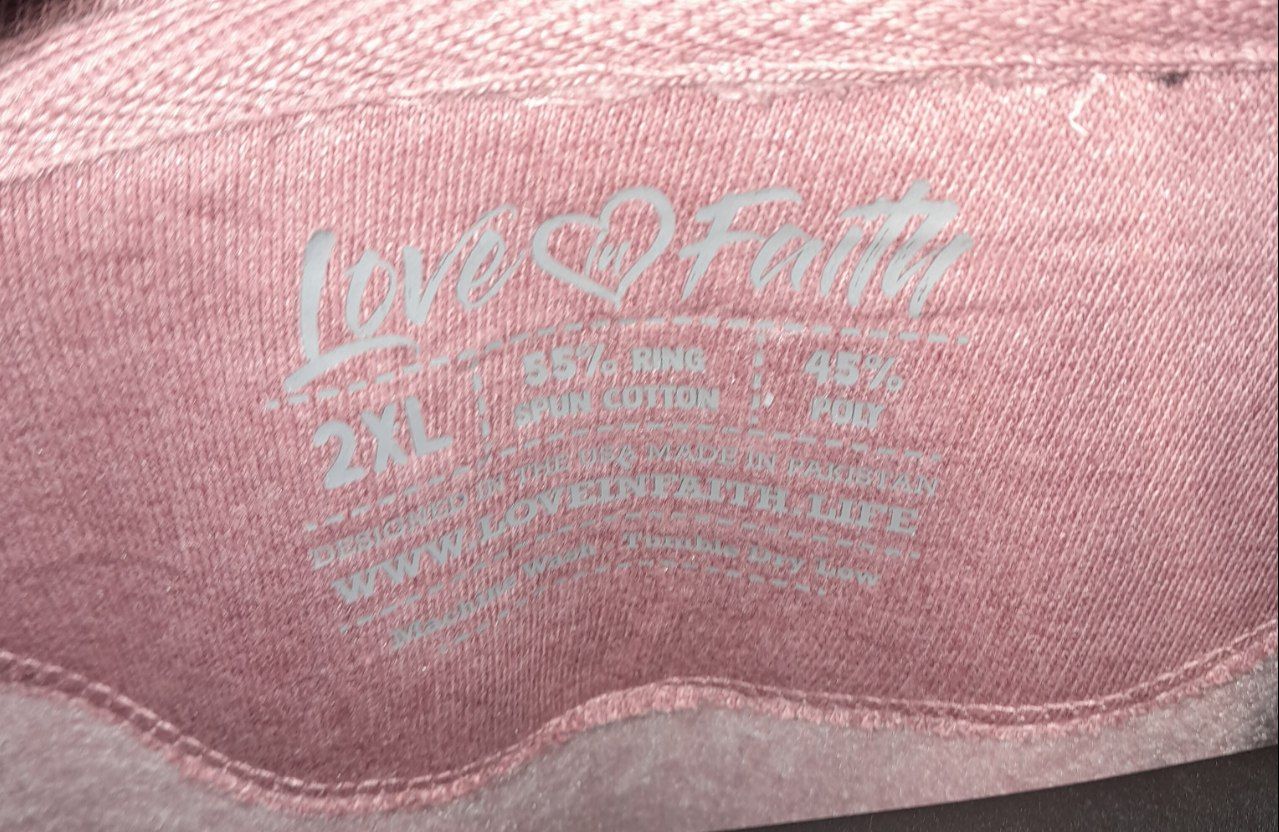 Love in Faith
2XL
55% RING
SPUN COTTON
45%
POLY
DESIGNED IN THE USA MADE IN PAKISTAN
WWW.LOVEINFAITH.LIFE
Machine Wash Tumble Dry Low